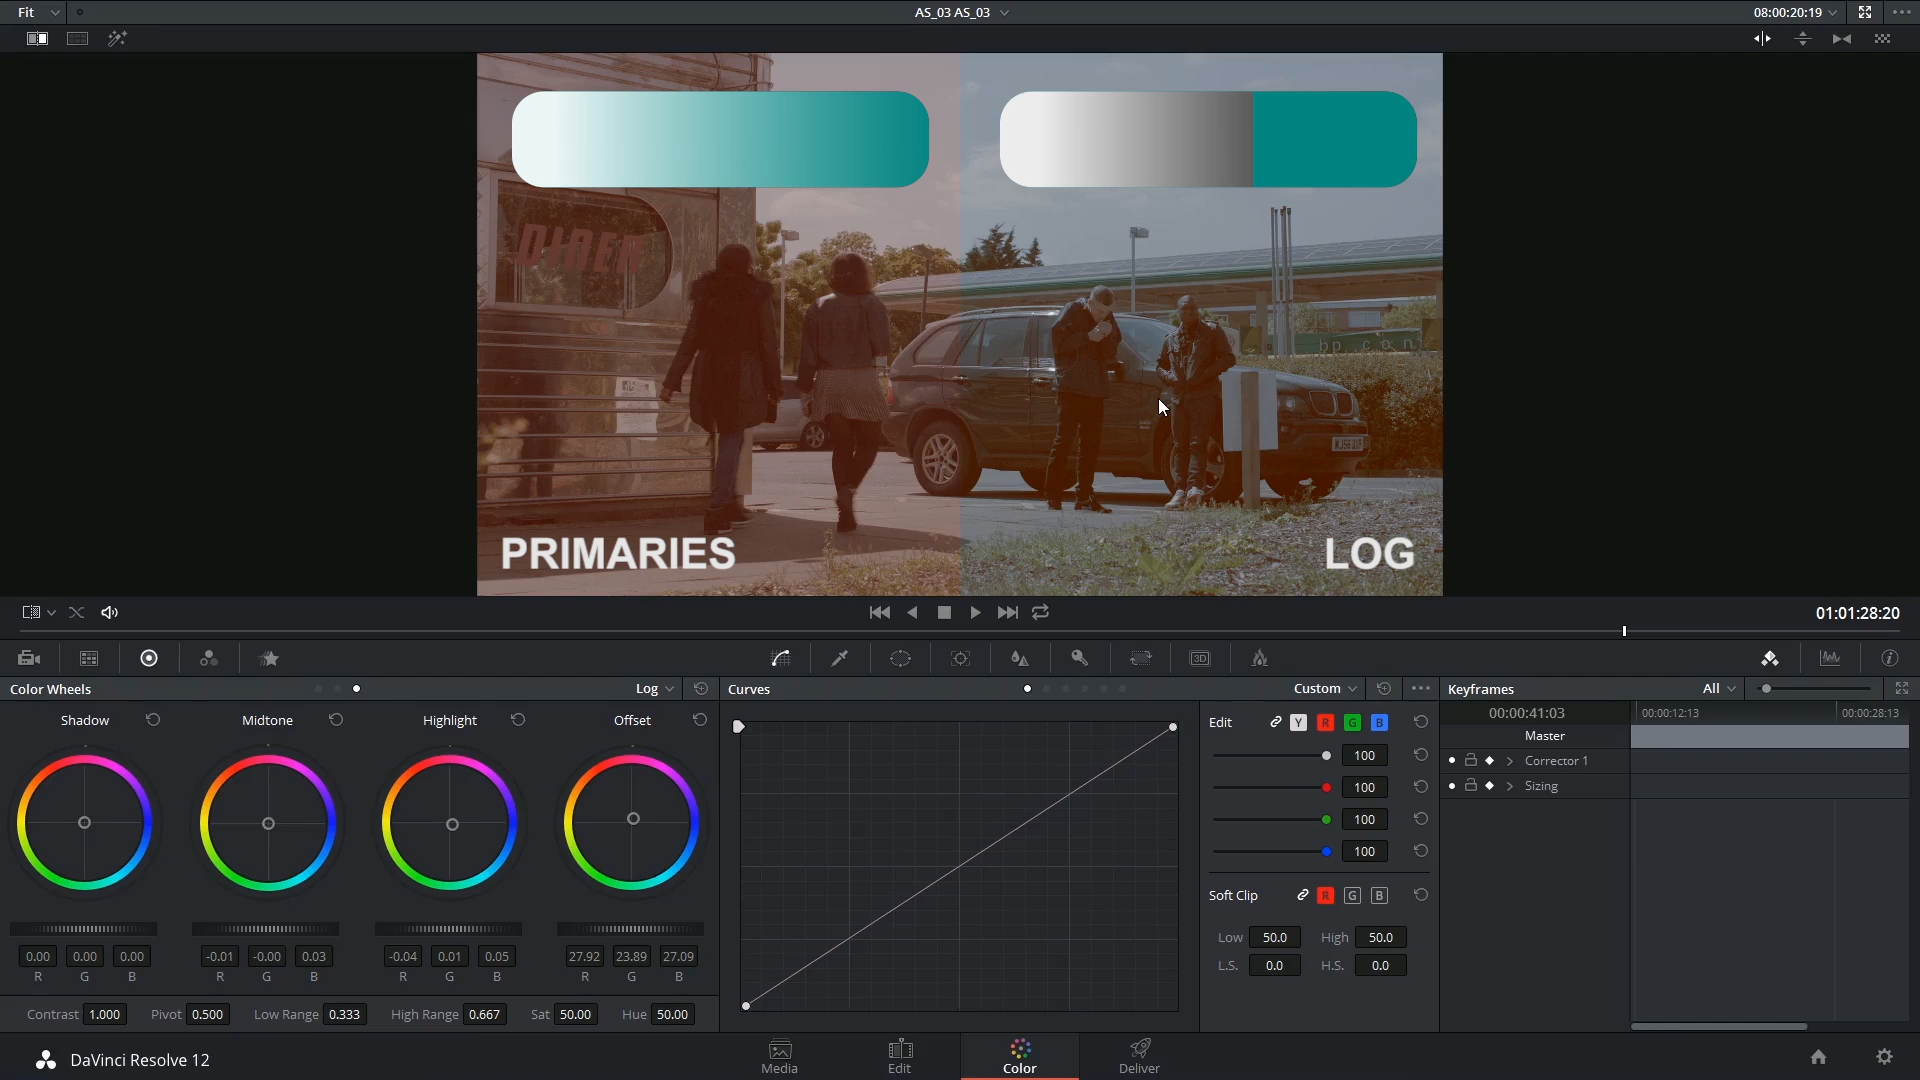 Fit
AS_03 AS_03
08:00:20:19
DINER
bp con
PRIMARIES
LOG
01:01:28:20
3D
Color Wheels
Log
Curves
Custom
Keyframes
All
Shadow
Midtone
Highlight
Offset
Edit
Y R G B
00:00:41:03
00:00:12:13
00:00:28:13
Master
100
Corrector 1
100
Sizing
100
100
Soft Clip
R G B
Low 50.0 High 50.0
L.S. 0.0 H.S. 0.0
0.00 0.00 0.00
-0.01 -0.00 0.03
-0.04 0.01 0.05
27.92 23.89 27.09
R G B
R G B
R G B
R G B
Contrast 1.000 Pivot 0.500 Low Range 0.333 High Range 0.667 Sat 50.00 Hue 50.00
DaVinci Resolve 12
Media
Edit
Color
Deliver